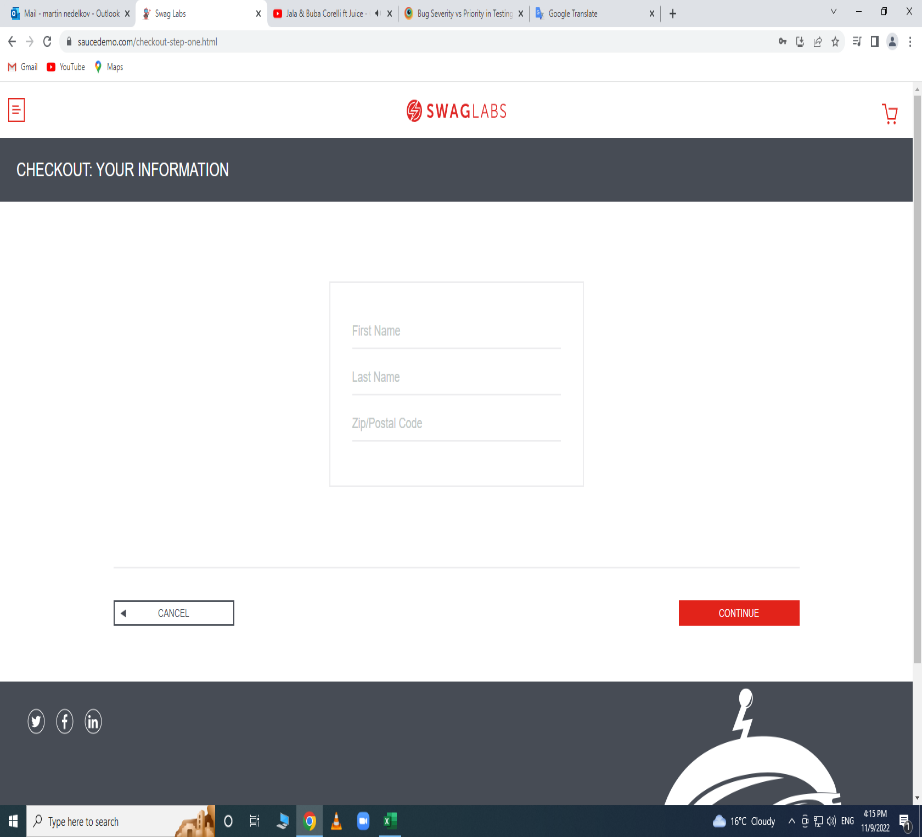 Mail - martin nedelkov - Outlook
Swag Labs
Jala & Buba Corelli ft Juice -
Bug Severity vs Priority in Testing
Google Translate
saucedemo.com/checkout-step-one.html
Gmail
YouTube
Maps
SWAGLABS
CHECKOUT: YOUR INFORMATION
First Name
Last Name
Zip/Postal Code
CANCEL
CONTINUE
Type here to search
16°C Cloudy
ENG
4:15 PM
11/9/2022